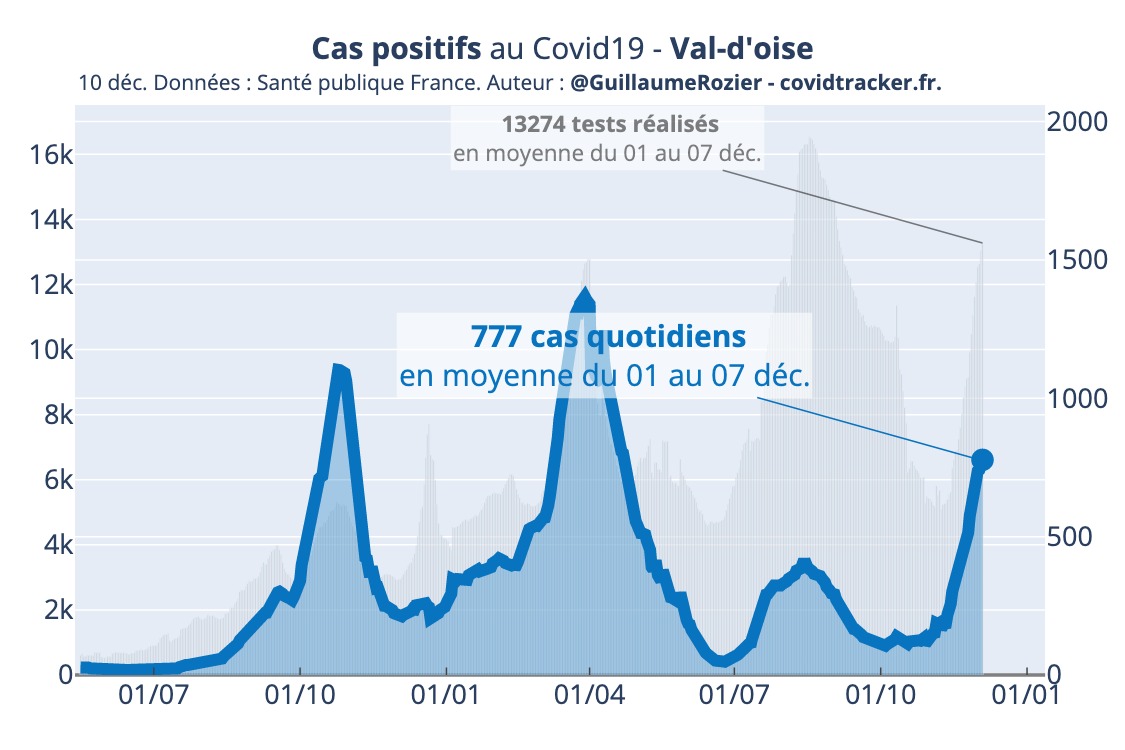 Cas positifs au Covid19 - Val-d'oise
10 déc. Données : Santé publique France. Auteur : @GuillaumeRozier - covidtracker.fr.
13274 tests réalisés
en moyenne du 01 au 07 déc.
777 cas quotidiens
en moyenne du 01 au 07 déc.
16k
14k
12k
10k
8k
6k
4k
2k
0
2000
1500
1000
500
0
01/07
01/10
01/01
01/04
01/07
01/10
01/01